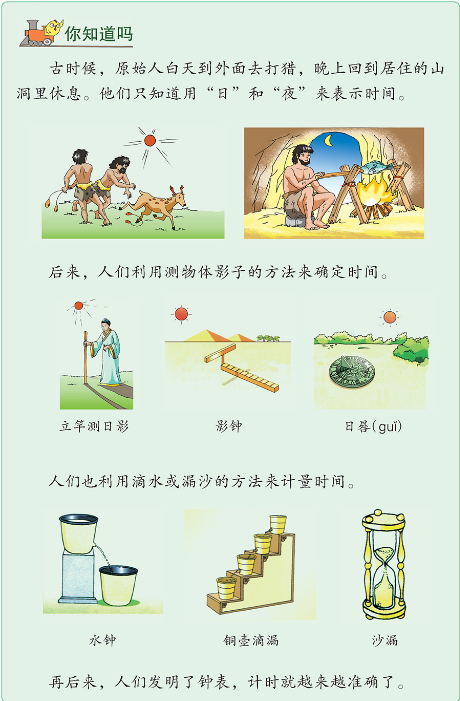 你知道吗
古时候，原始人白天到外面去打猎，晚上回到居住的山
洞里休息。他们只知道用“日”和“夜”来表示时间。
后来，人们利用测物体影子的方法来确定时间。
立竿测日影 影钟 日晷(guǐ)
人们也利用滴水或漏沙的方法来计量时间。
水钟 铜壶滴漏 沙漏
再后来，人们发明了钟表，计时就越来越准确了。